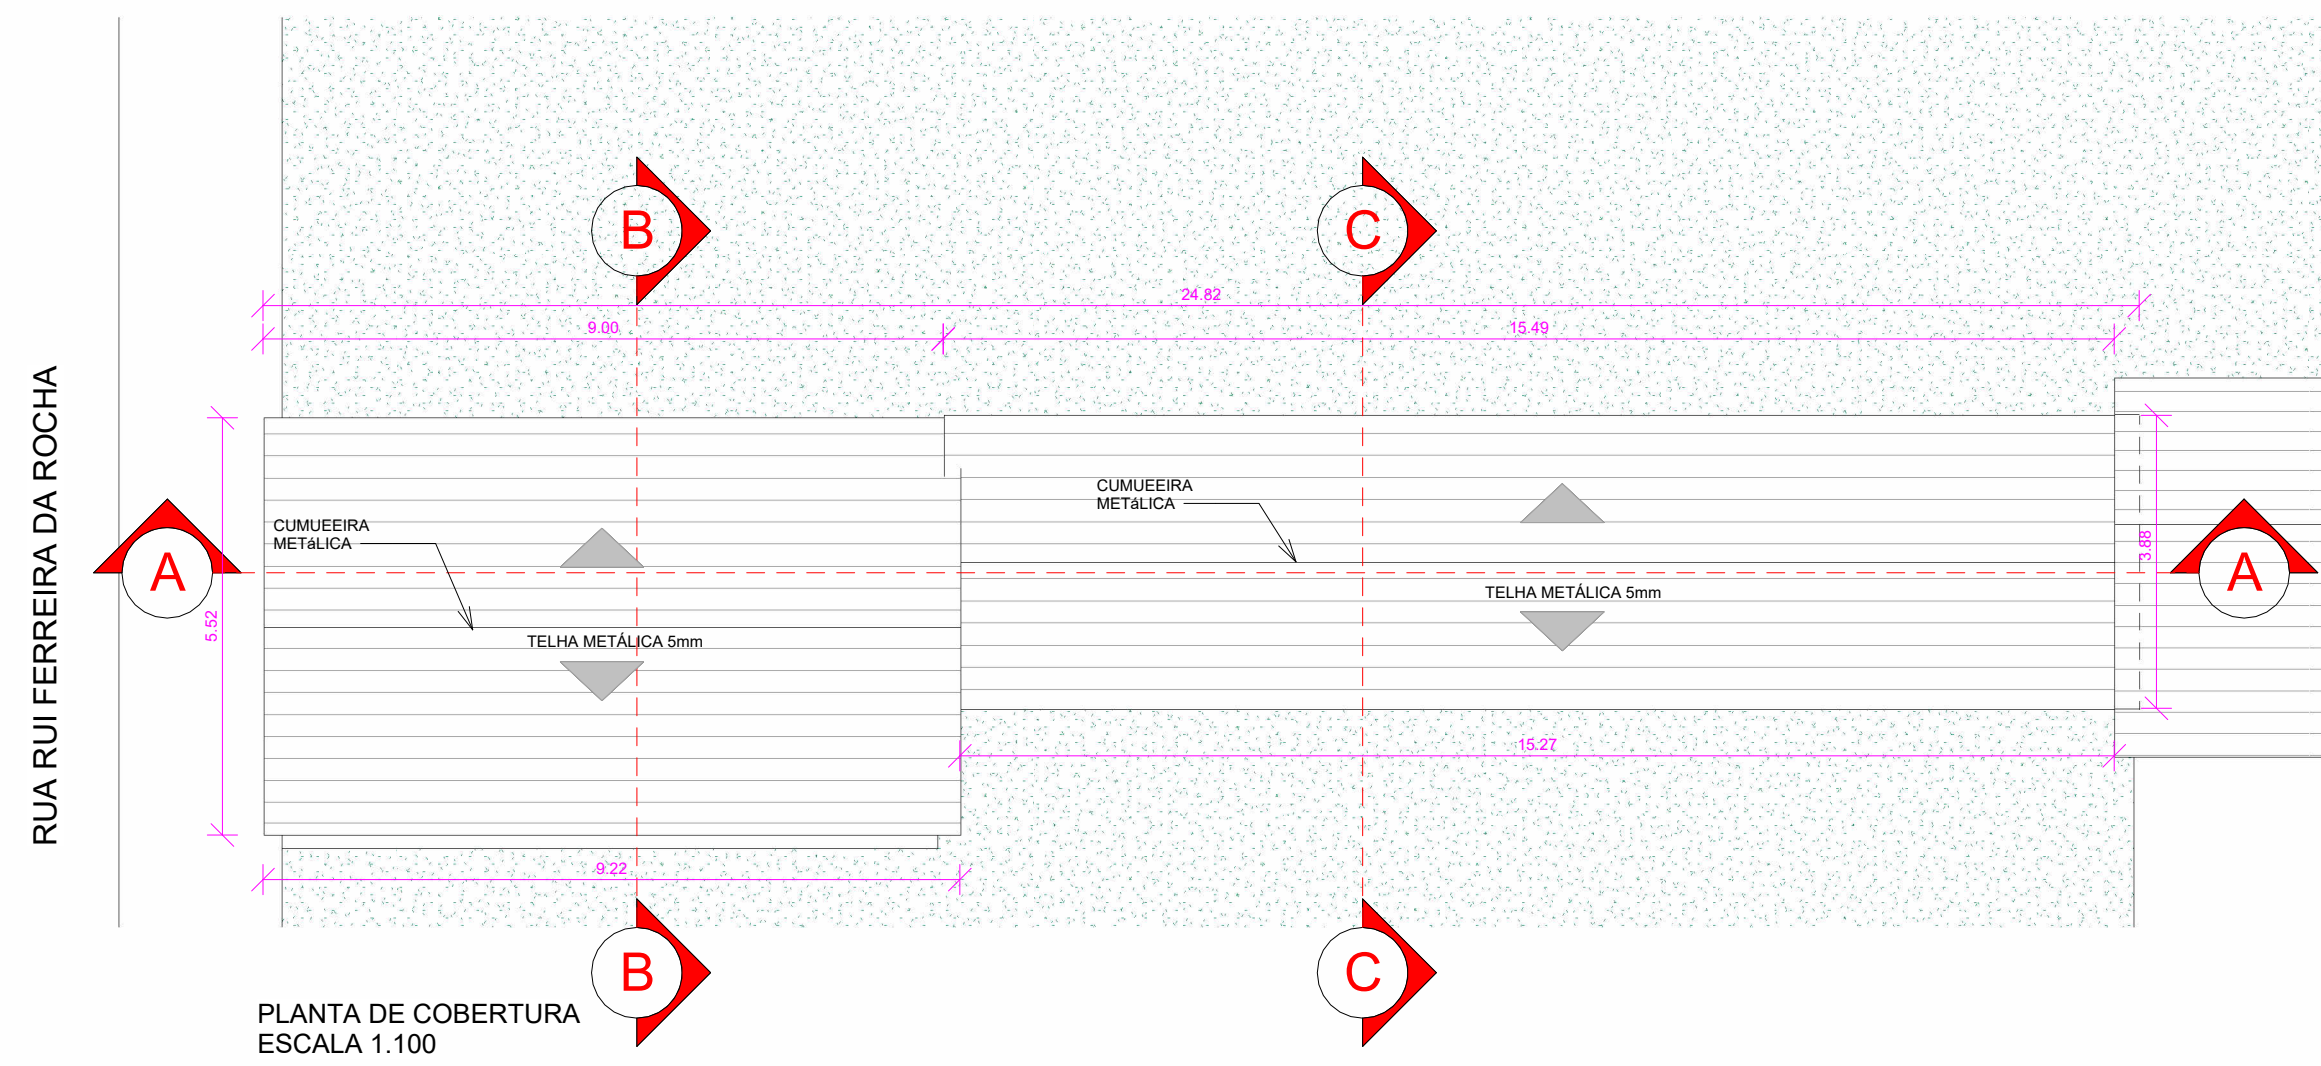 B
C
24.82
9.00
15.49
RUA RUI FERREIRA DA ROCHA
CUMUEEIRA
METáLICA
CUMUEEIRA
METáLICA
A
A
3.88
5.52
TELHA METÁLICA 5mm
TELHA METÁLICA 5mm
15.27
9.22
B
C
PLANTA DE COBERTURA
ESCALA 1.100